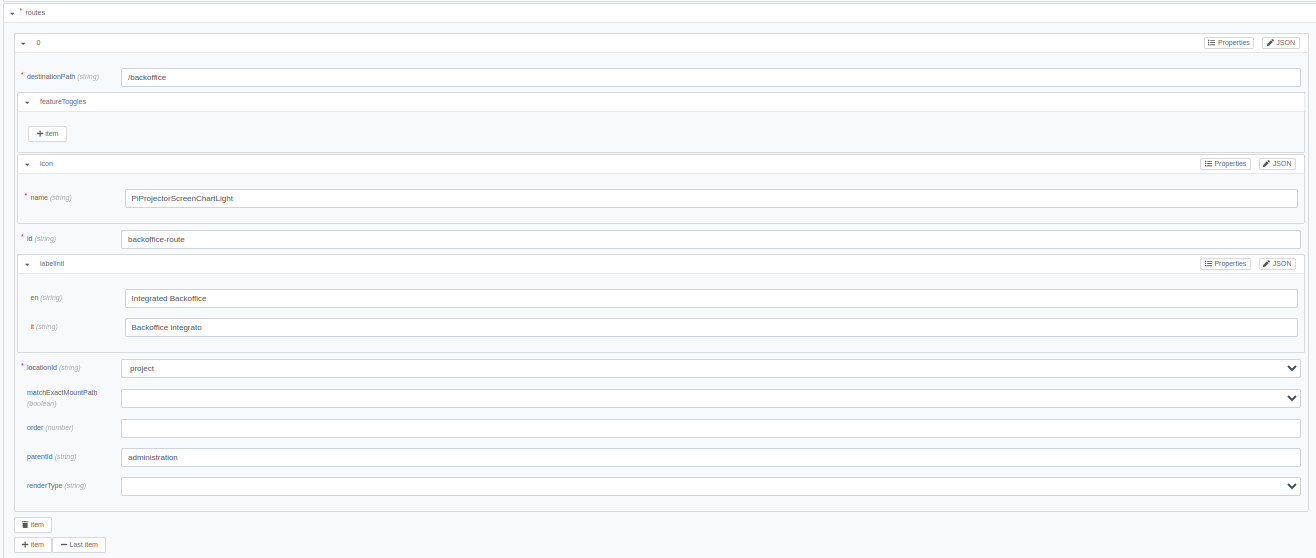 * routes
0 Properties JSON
* destinationPath (string) /backoffice
featureToggles
item
icon Properties JSON
* name (string) PiProjectorScreenChartLight
* id (string) backoffice-route
labelIntl Properties JSON
en (string) Integrated Backoffice
it (string) Backoffice integrato
* locationId (string) project
matchExactMountPath
(boolean)
order (number)
parentId (string) administration
renderType (string)
item
item Last item